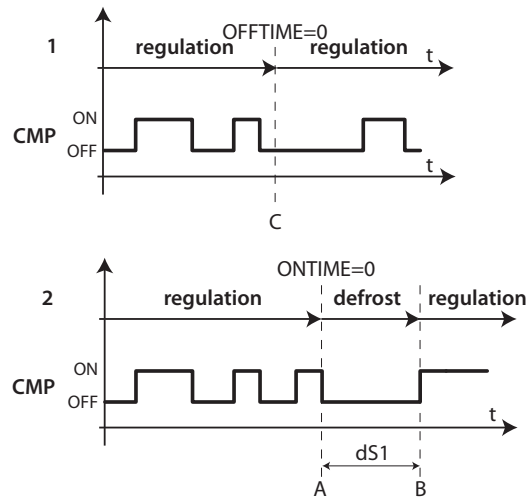 OFFTIME=0
1 regulation regulation
t
ON
CMP
OFF
t
C
ONTIME=0
2 regulation defrost regulation
ON
CMP
OFF
t
dS1
A B